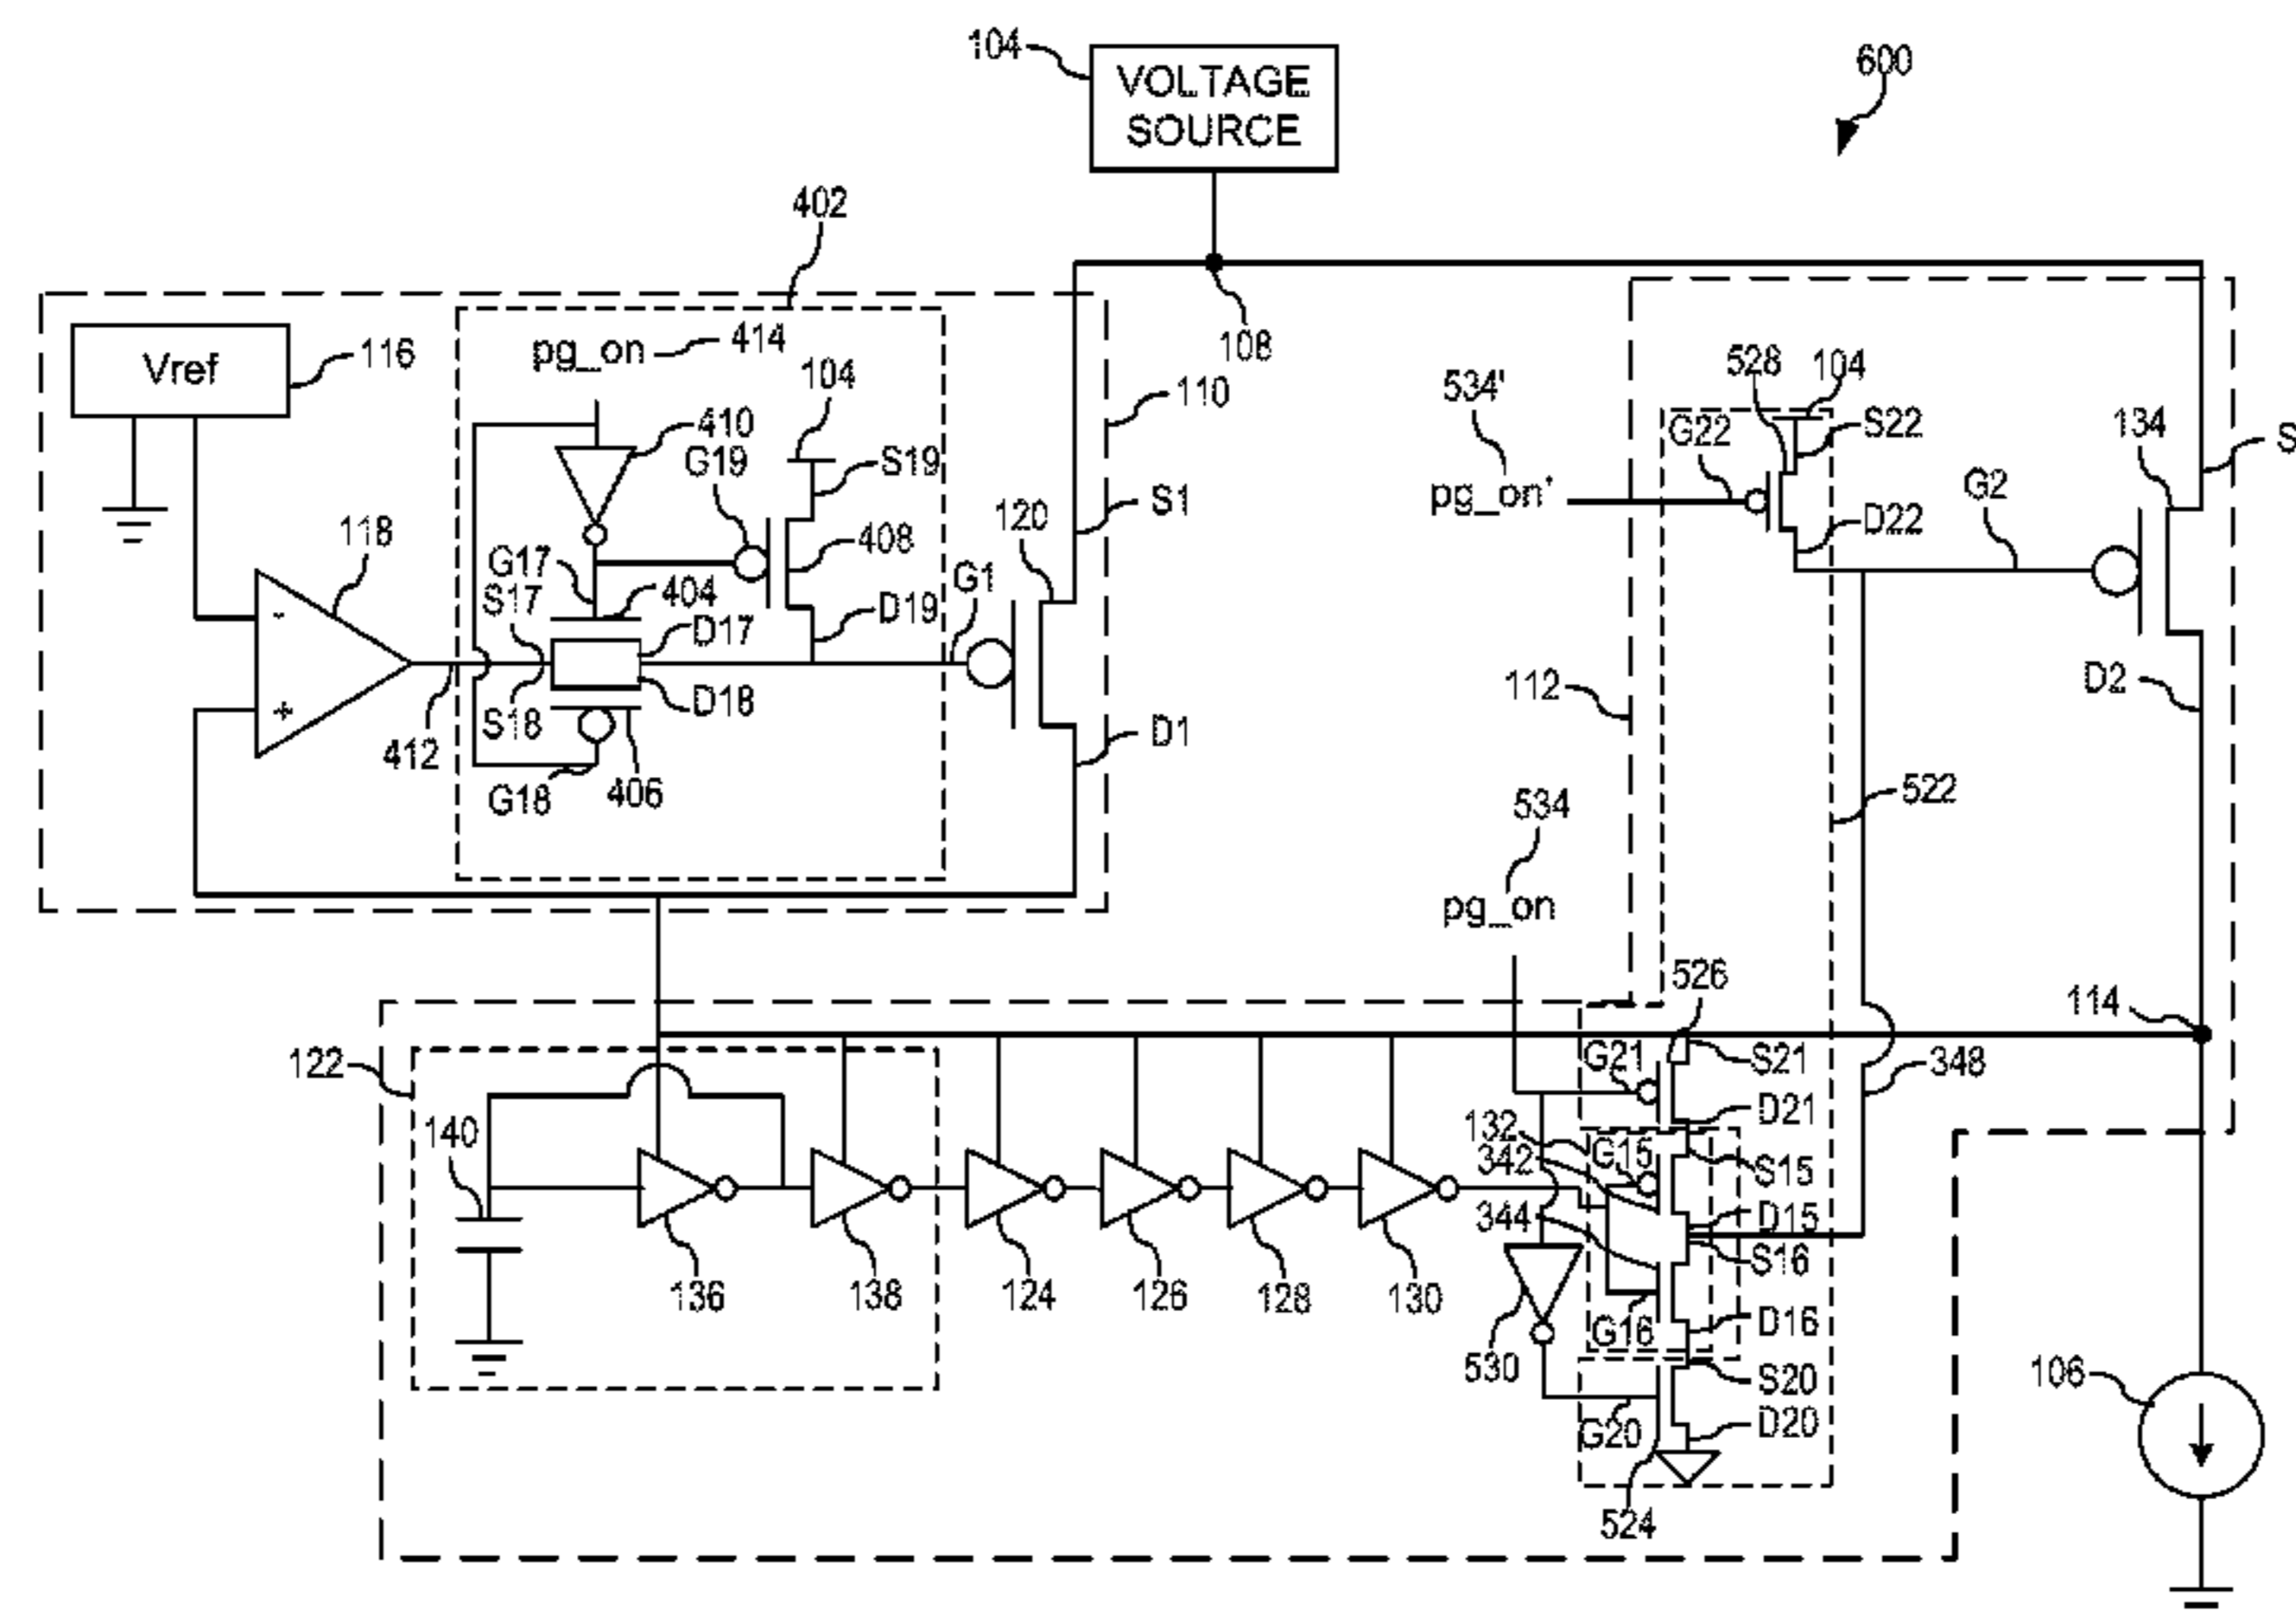 104
VOLTAGE
SOURCE
600
402
Vref
116
pg_on
414
104
110
108
410
G19
S19
S1
118
408
120
G17
S17
404
D17
D19
G1
S18
D18
D1
412
G18
406
534'
pg_on'
528
104
G22
S22
134
S
G2
D22
112
D2
522
534
pg_on
526
114
122
G21
S21
348
140
D21
132
G15
342
S15
344
D15
S16
136
138
124
126
128
130
G16
D16
530
S20
106
G20
D20
524